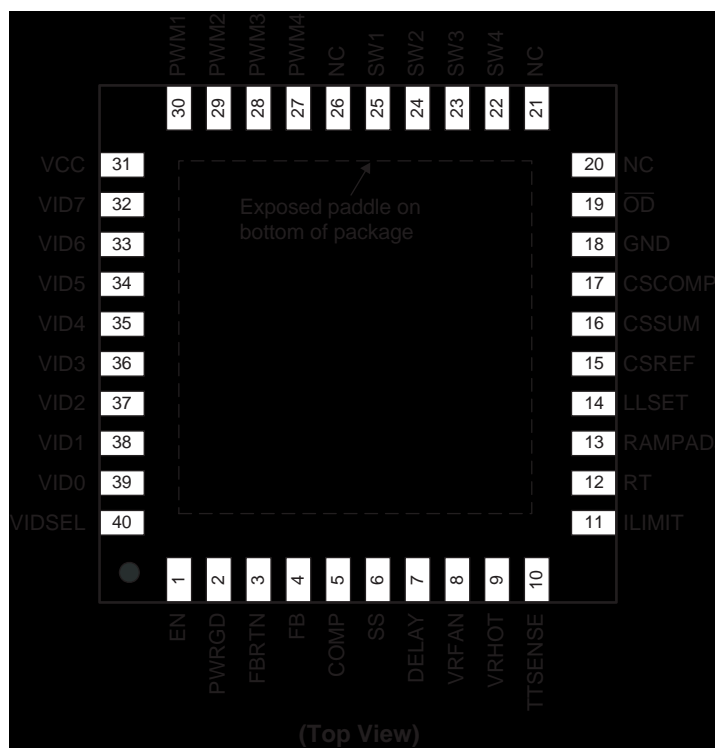 PWM1
PWM2
PWM3
PWM4
NC
SW1
SW2
SW3
SW4
NC
30
29
28
27
26
25
24
23
22
21
VCC 31
VID7 32
VID6 33
VID5 34
VID4 35
VID3 36
VID2 37
VID1 38
VID0 39
VIDSEL 40
Exposed paddle on
bottom of package
20 NC
19 OD
18 GND
17 CSCOMP
16 CSSUM
15 CSREF
14 LLSET
13 RAMPAD
12 RT
11 ILIMIT
1
2
3
4
5
6
7
8
9
10
EN
PWRGD
FBRTN
FB
COMP
SS
DELAY
VRFAN
VRHOT
TTSENSE
(Top View)